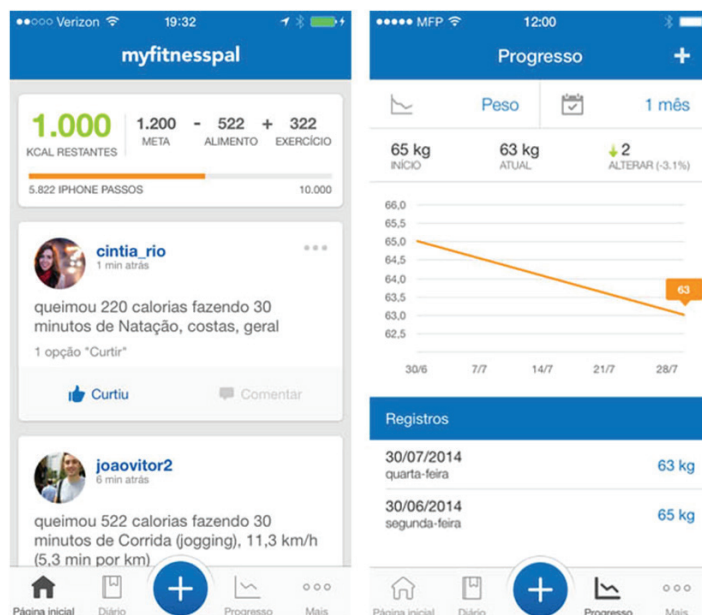 Verizon 19:32
myfitnesspal
1.000 1.200 - 522 + 322
KCAL RESTANTES META ALIMENTO EXERCÍCIO
5.822 IPHONE PASSOS 10.000
cintia_rio
1 min atrás
queimou 220 calorias fazendo 30
minutos de Natação, costas, geral
1 opção "Curtir"
Curtiu Comentar
joaovitor2
6 min atrás
queimou 522 calorias fazendo 30
minutos de Corrida (jogging), 11,3 km/h
(5,3 min por km)
Página inicial Diário + Progresso Mais
MFP 12:00
Progresso +
Peso 1 mês
65 kg 63 kg 2
INÍCIO ATUAL ALTERAR (-3.1%)
66,0
65,5
65,0
64,5
64,0
63,5
63
63,0
62,5
30/6 7/7 14/7 21/7 28/7
Registros
30/07/2014
quarta-feira
63 kg
30/06/2014
segunda-feira
65 kg
Página inicial Diário + Progresso Mais